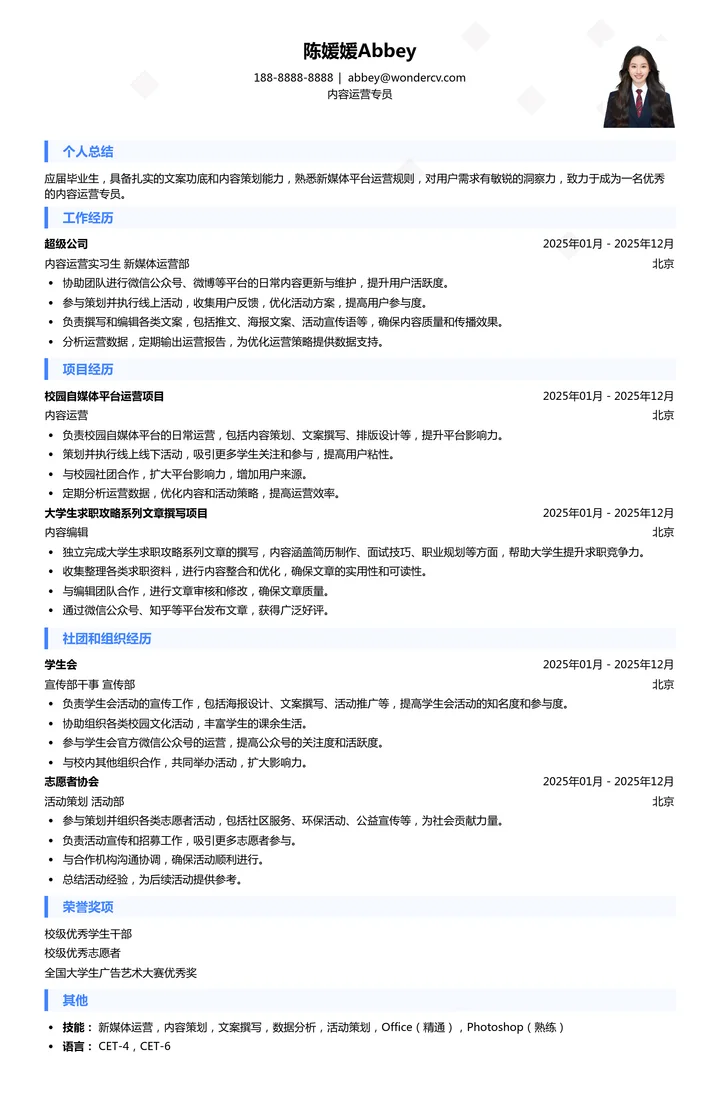 陈媛媛Abbey
188-8888-8888 | abbey@wondercv.com
内容运营专员
个人总结
应届毕业生，具备扎实的文案功底和内容策划能力，熟悉新媒体平台运营规则，对用户需求有敏锐的洞察力，致力于成为一名优秀
的内容运营专员。
工作经历
超级公司 2025年01月 - 2025年12月
内容运营实习生 新媒体运营部 北京
• 协助团队进行微信公众号、微博等平台的日常内容更新与维护，提升用户活跃度。
• 参与策划并执行线上活动，收集用户反馈，优化活动方案，提高用户参与度。
• 负责撰写和编辑各类文案，包括推文、海报文案、活动宣传语等，确保内容质量和传播效果。
• 分析运营数据，定期输出运营报告，为优化运营策略提供数据支持。
项目经历
校园自媒体平台运营项目 2025年01月 - 2025年12月
内容运营 北京
• 负责校园自媒体平台的日常运营，包括内容策划、文案撰写、排版设计等，提升平台影响力。
• 策划并执行线上线下活动，吸引更多学生关注和参与，提高用户粘性。
• 与校园社团合作，扩大平台影响力，增加用户来源。
• 定期分析运营数据，优化内容和活动策略，提高运营效率。
大学生求职攻略系列文章撰写项目 2025年01月 - 2025年12月
内容编辑 北京
• 独立完成大学生求职攻略系列文章的撰写，内容涵盖简历制作、面试技巧、职业规划等方面，帮助大学生提升求职竞争力。
• 收集整理各类求职资料，进行内容整合和优化，确保文章的实用性和可读性。
• 与编辑团队合作，进行文章审核和修改，确保文章质量。
• 通过微信公众号、知乎等平台发布文章，获得广泛好评。
社团和组织经历
学生会 2025年01月 - 2025年12月
宣传部干事 宣传部 北京
• 负责学生会活动的宣传工作，包括海报设计、文案撰写、活动推广等，提高学生会活动的知名度和参与度。
• 协助组织各类校园文化活动，丰富学生的课余生活。
• 参与学生会官方微信公众号的运营，提高公众号的关注度和活跃度。
• 与校内其他组织合作，共同举办活动，扩大影响力。
志愿者协会 2025年01月 - 2025年12月
活动策划 活动部 北京
• 参与策划并组织各类志愿者活动，包括社区服务、环保活动、公益宣传等，为社会贡献力量。
• 负责活动宣传和招募工作，吸引更多志愿者参与。
• 与合作机构沟通协调，确保活动顺利进行。
• 总结活动经验，为后续活动提供参考。
荣誉奖项
校级优秀学生干部
校级优秀志愿者
全国大学生广告艺术大赛优秀奖
其他
• 技能： 新媒体运营，内容策划，文案撰写，数据分析，活动策划，Office（精通），Photoshop（熟练）
• 语言： CET-4，CET-6